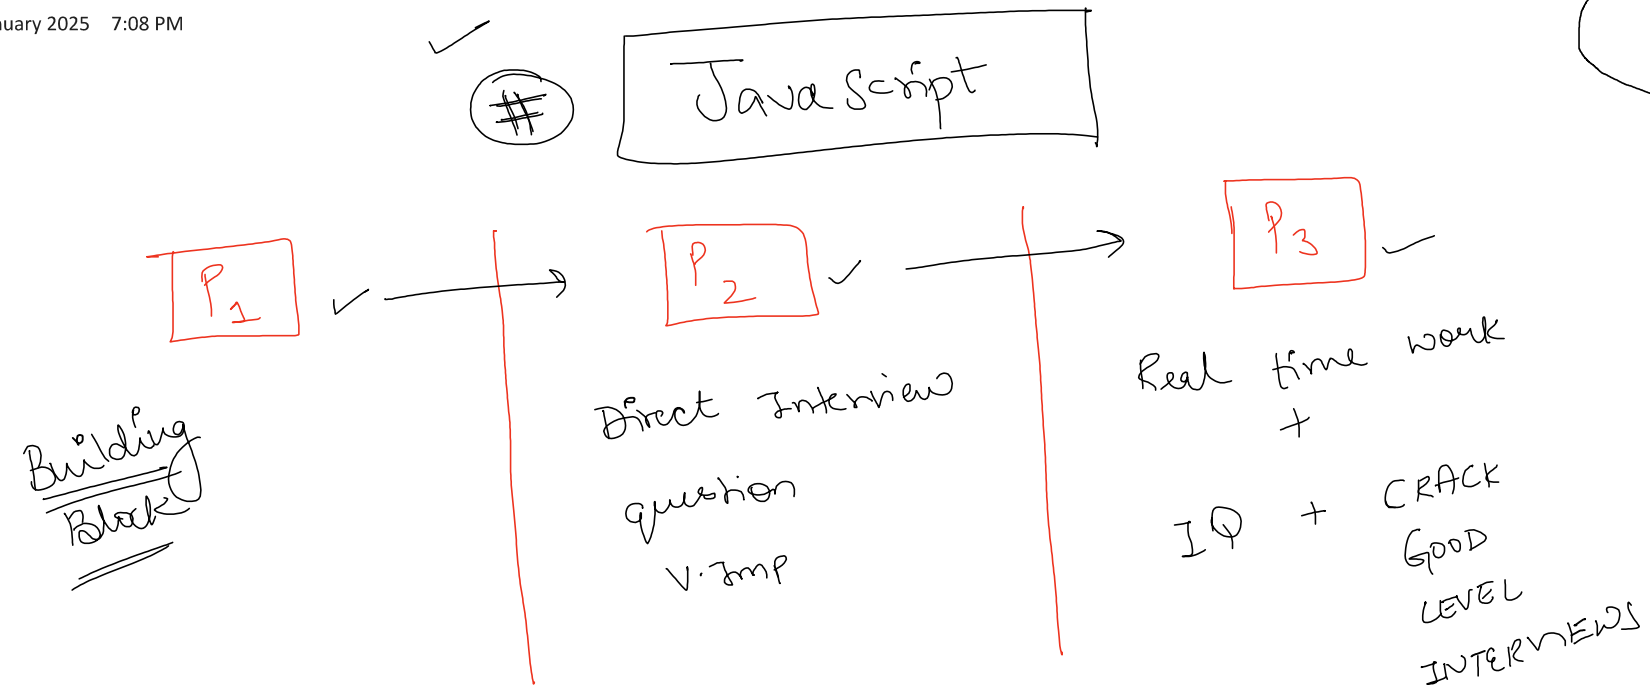 nuary 2025 7:08 PM
# JavaScript
P1
P2
P3
Building
Block
Direct Interview
question
V.Imp
Real time work
+
IQ + CRACK
GOOD
LEVEL
INTERVIEWS